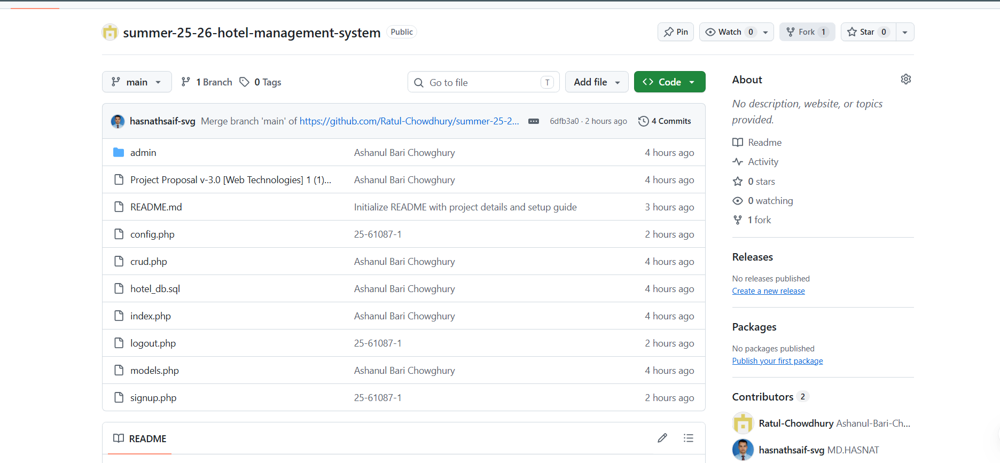 summer-25-26-hotel-management-system Public Pin Watch 0 Fork 1 Star 0
main 1 Branch 0 Tags Go to file T Add file Code
hasnathsaif-svg Merge branch 'main' of https://github.com/Ratul-Chowdhury/summer-25-2... 6dfb3a0 · 2 hours ago 4 Commits
admin Ashanul Bari Chowghury 4 hours ago
Project Proposal v-3.0 [Web Technologies] 1 (1)... Ashanul Bari Chowghury 4 hours ago
README.md Initialize README with project details and setup guide 3 hours ago
config.php 25-61087-1 2 hours ago
crud.php Ashanul Bari Chowghury 4 hours ago
hotel_db.sql Ashanul Bari Chowghury 4 hours ago
index.php Ashanul Bari Chowghury 4 hours ago
logout.php 25-61087-1 2 hours ago
models.php Ashanul Bari Chowghury 4 hours ago
signup.php 25-61087-1 2 hours ago
README
About
No description, website, or topics
provided.
Readme
Activity
0 stars
0 watching
1 fork
Releases
No releases published
Create a new release
Packages
No packages published
Publish your first package
Contributors 2
Ratul-Chowdhury Ashanul-Bari-Ch...
hasnathsaif-svg MD.HASNAT